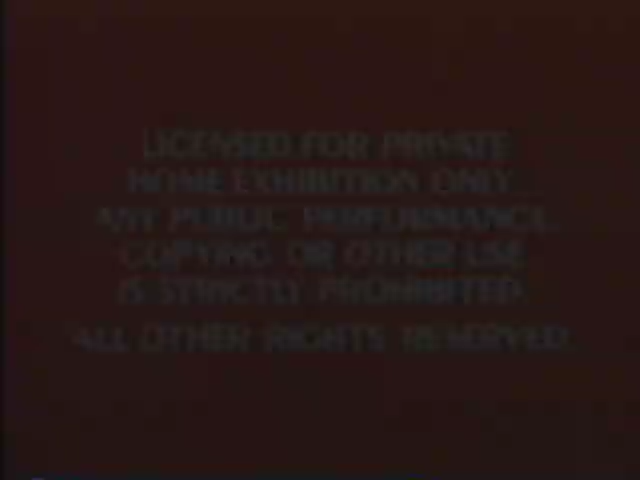 LICENSED FOR PRIVATE
HOME EXHIBITION ONLY.
ANY PUBLIC PERFORMANCE,
COPYING OR OTHER USE
IS STRICTLY PROHIBITED.
ALL OTHER RIGHTS RESERVED.